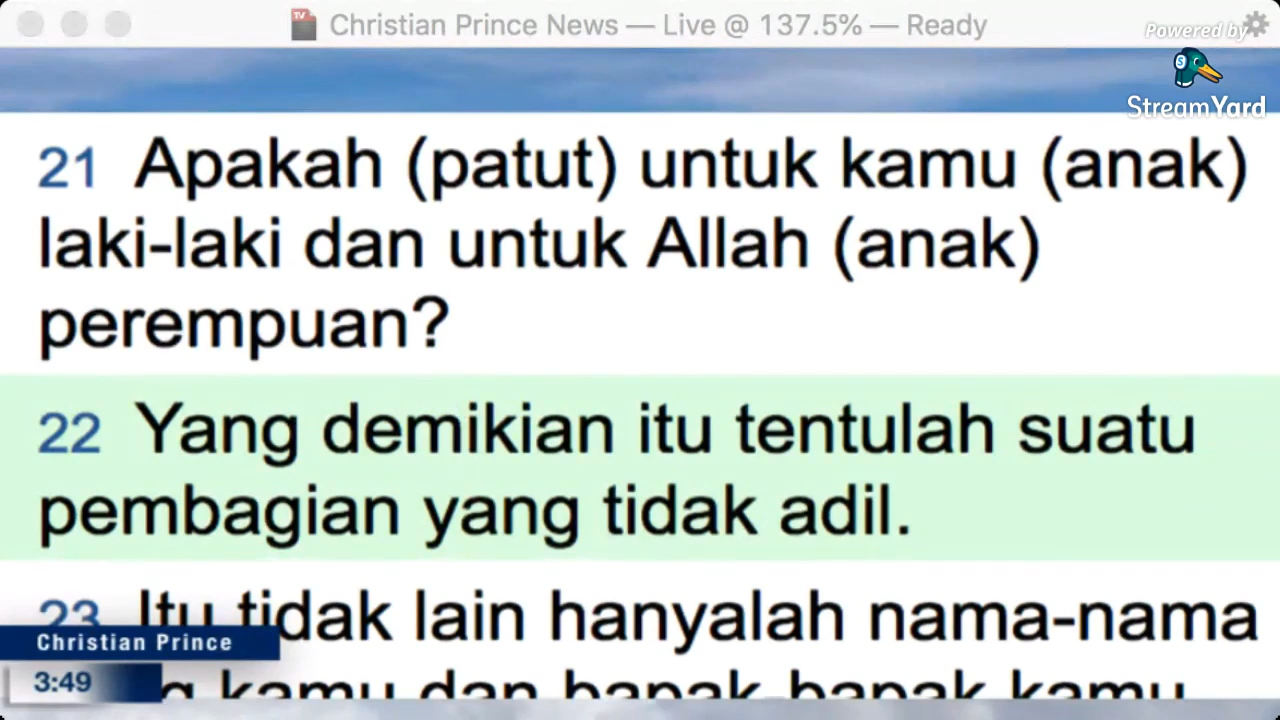 Christian Prince News — Live @ 137.5% — Ready
Powered by
StreamYard
21 Apakah (patut) untuk kamu (anak)
laki-laki dan untuk Allah (anak)
perempuan?
22 Yang demikian itu tentulah suatu
pembagian yang tidak adil.
23 Itu tidak lain hanyalah nama-nama
kamu dan bapak-bapak kamu
Christian Prince
3:49